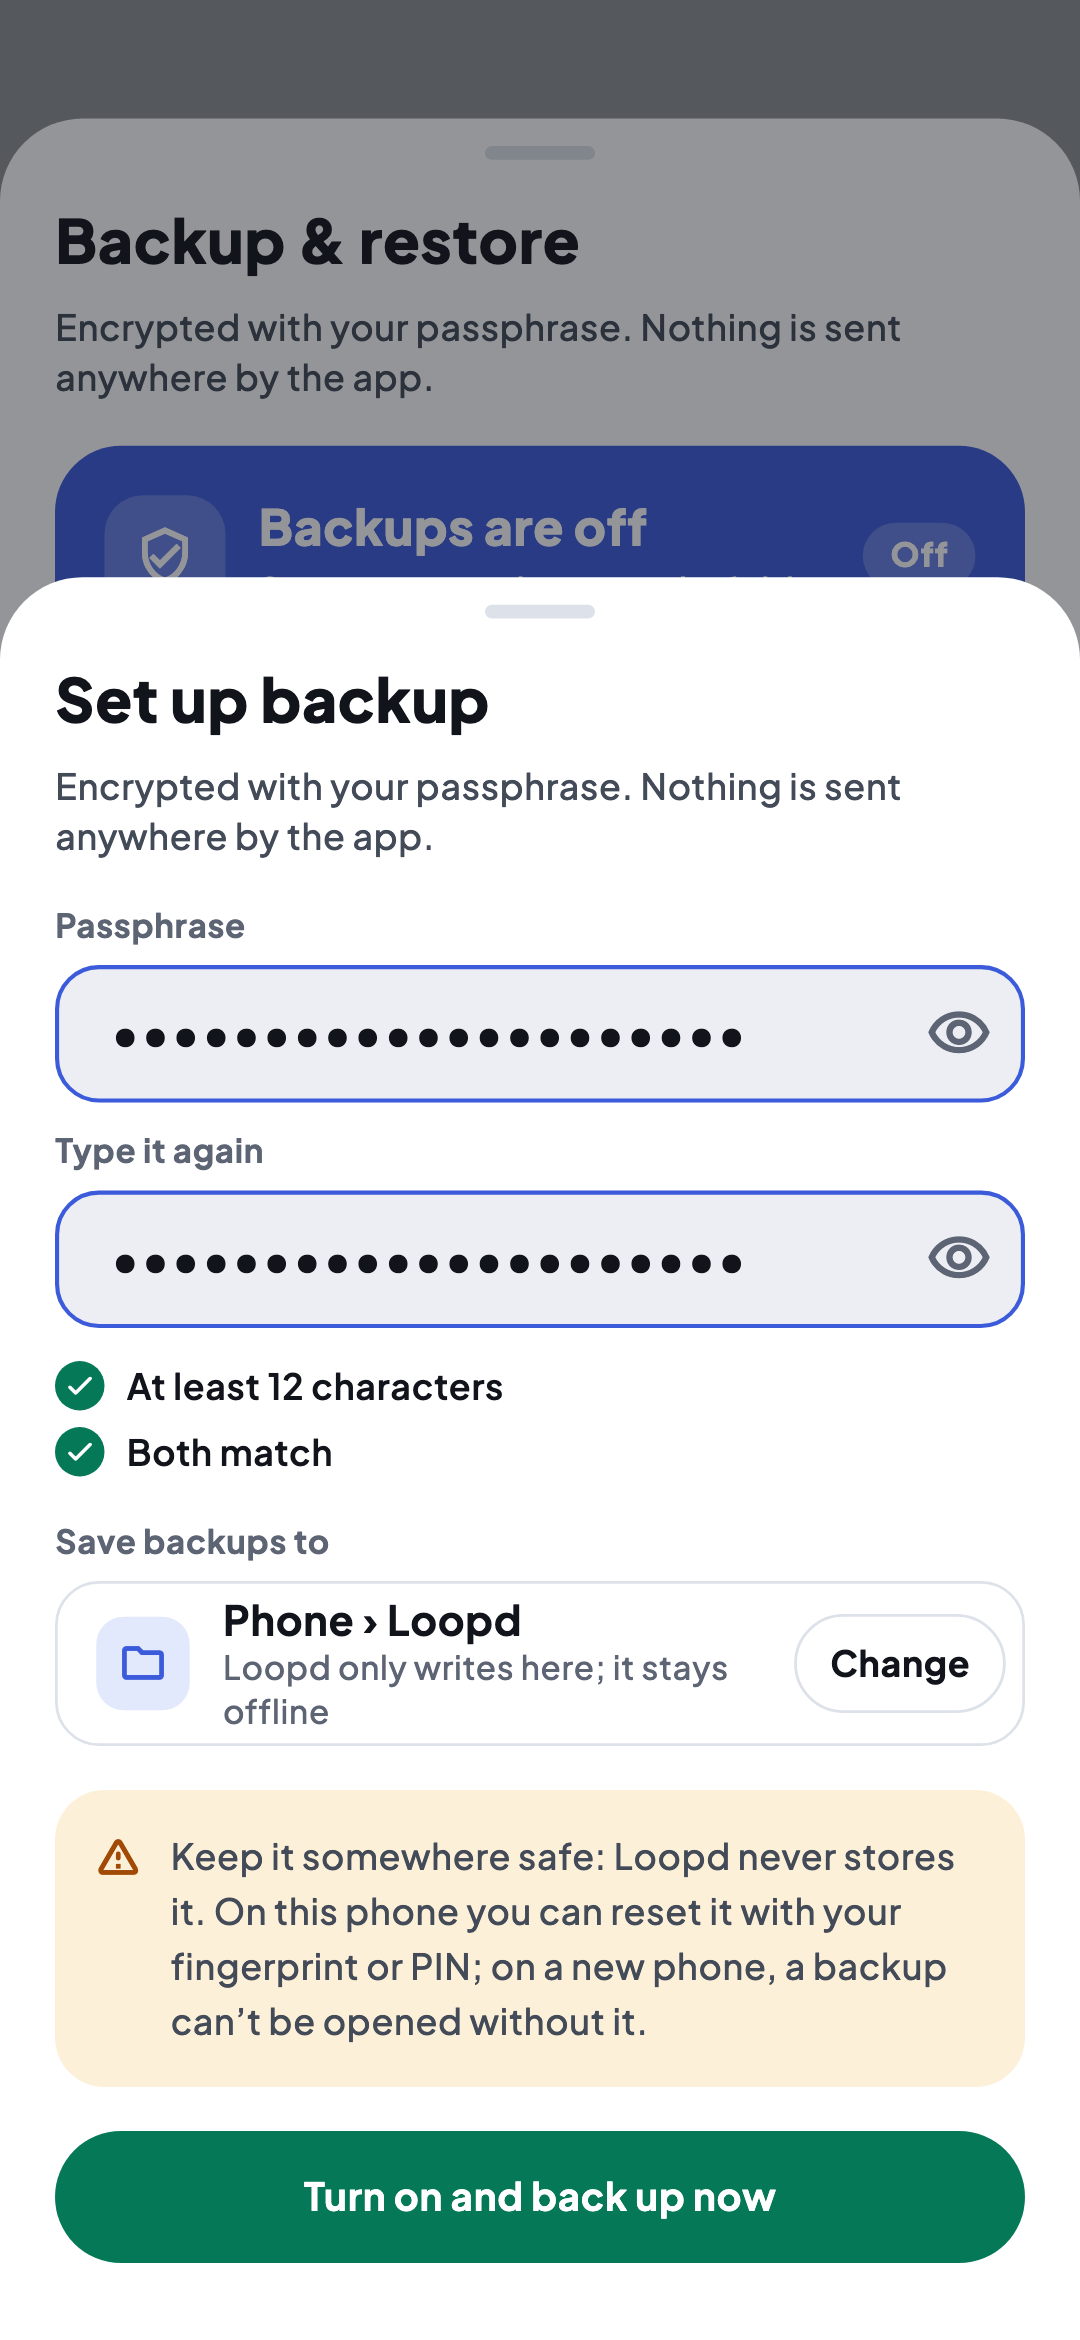 Backup & restore
Encrypted with your passphrase. Nothing is sent
anywhere by the app.
Backups are off
Off
Set up backup
Encrypted with your passphrase. Nothing is sent
anywhere by the app.
Passphrase
Type it again
At least 12 characters
Both match
Save backups to
Phone › Loopd
Loopd only writes here; it stays
offline
Change
Keep it somewhere safe: Loopd never stores
it. On this phone you can reset it with your
fingerprint or PIN; on a new phone, a backup
can’t be opened without it.
Turn on and back up now